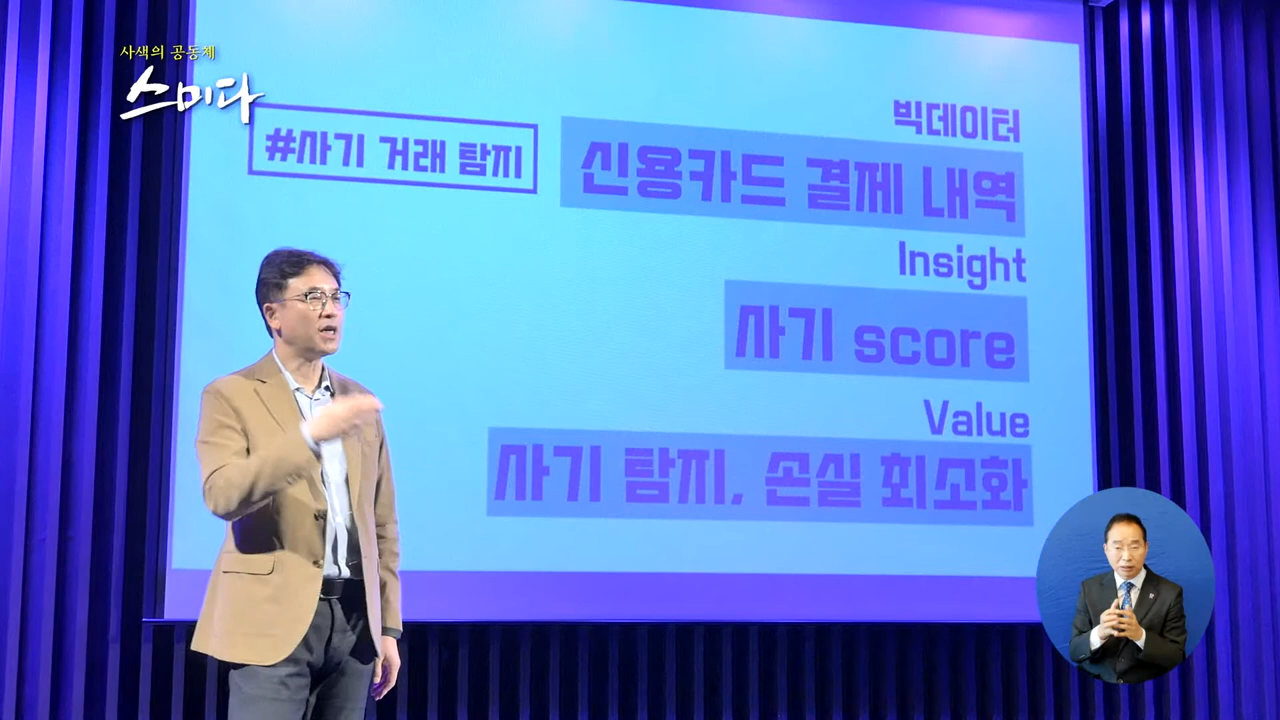 사색의 공동체
스미다
#사기 거래 탐지
빅데이터
신용카드 결제 내역
Insight
사기 score
Value
사기 탐지, 손실 최소화